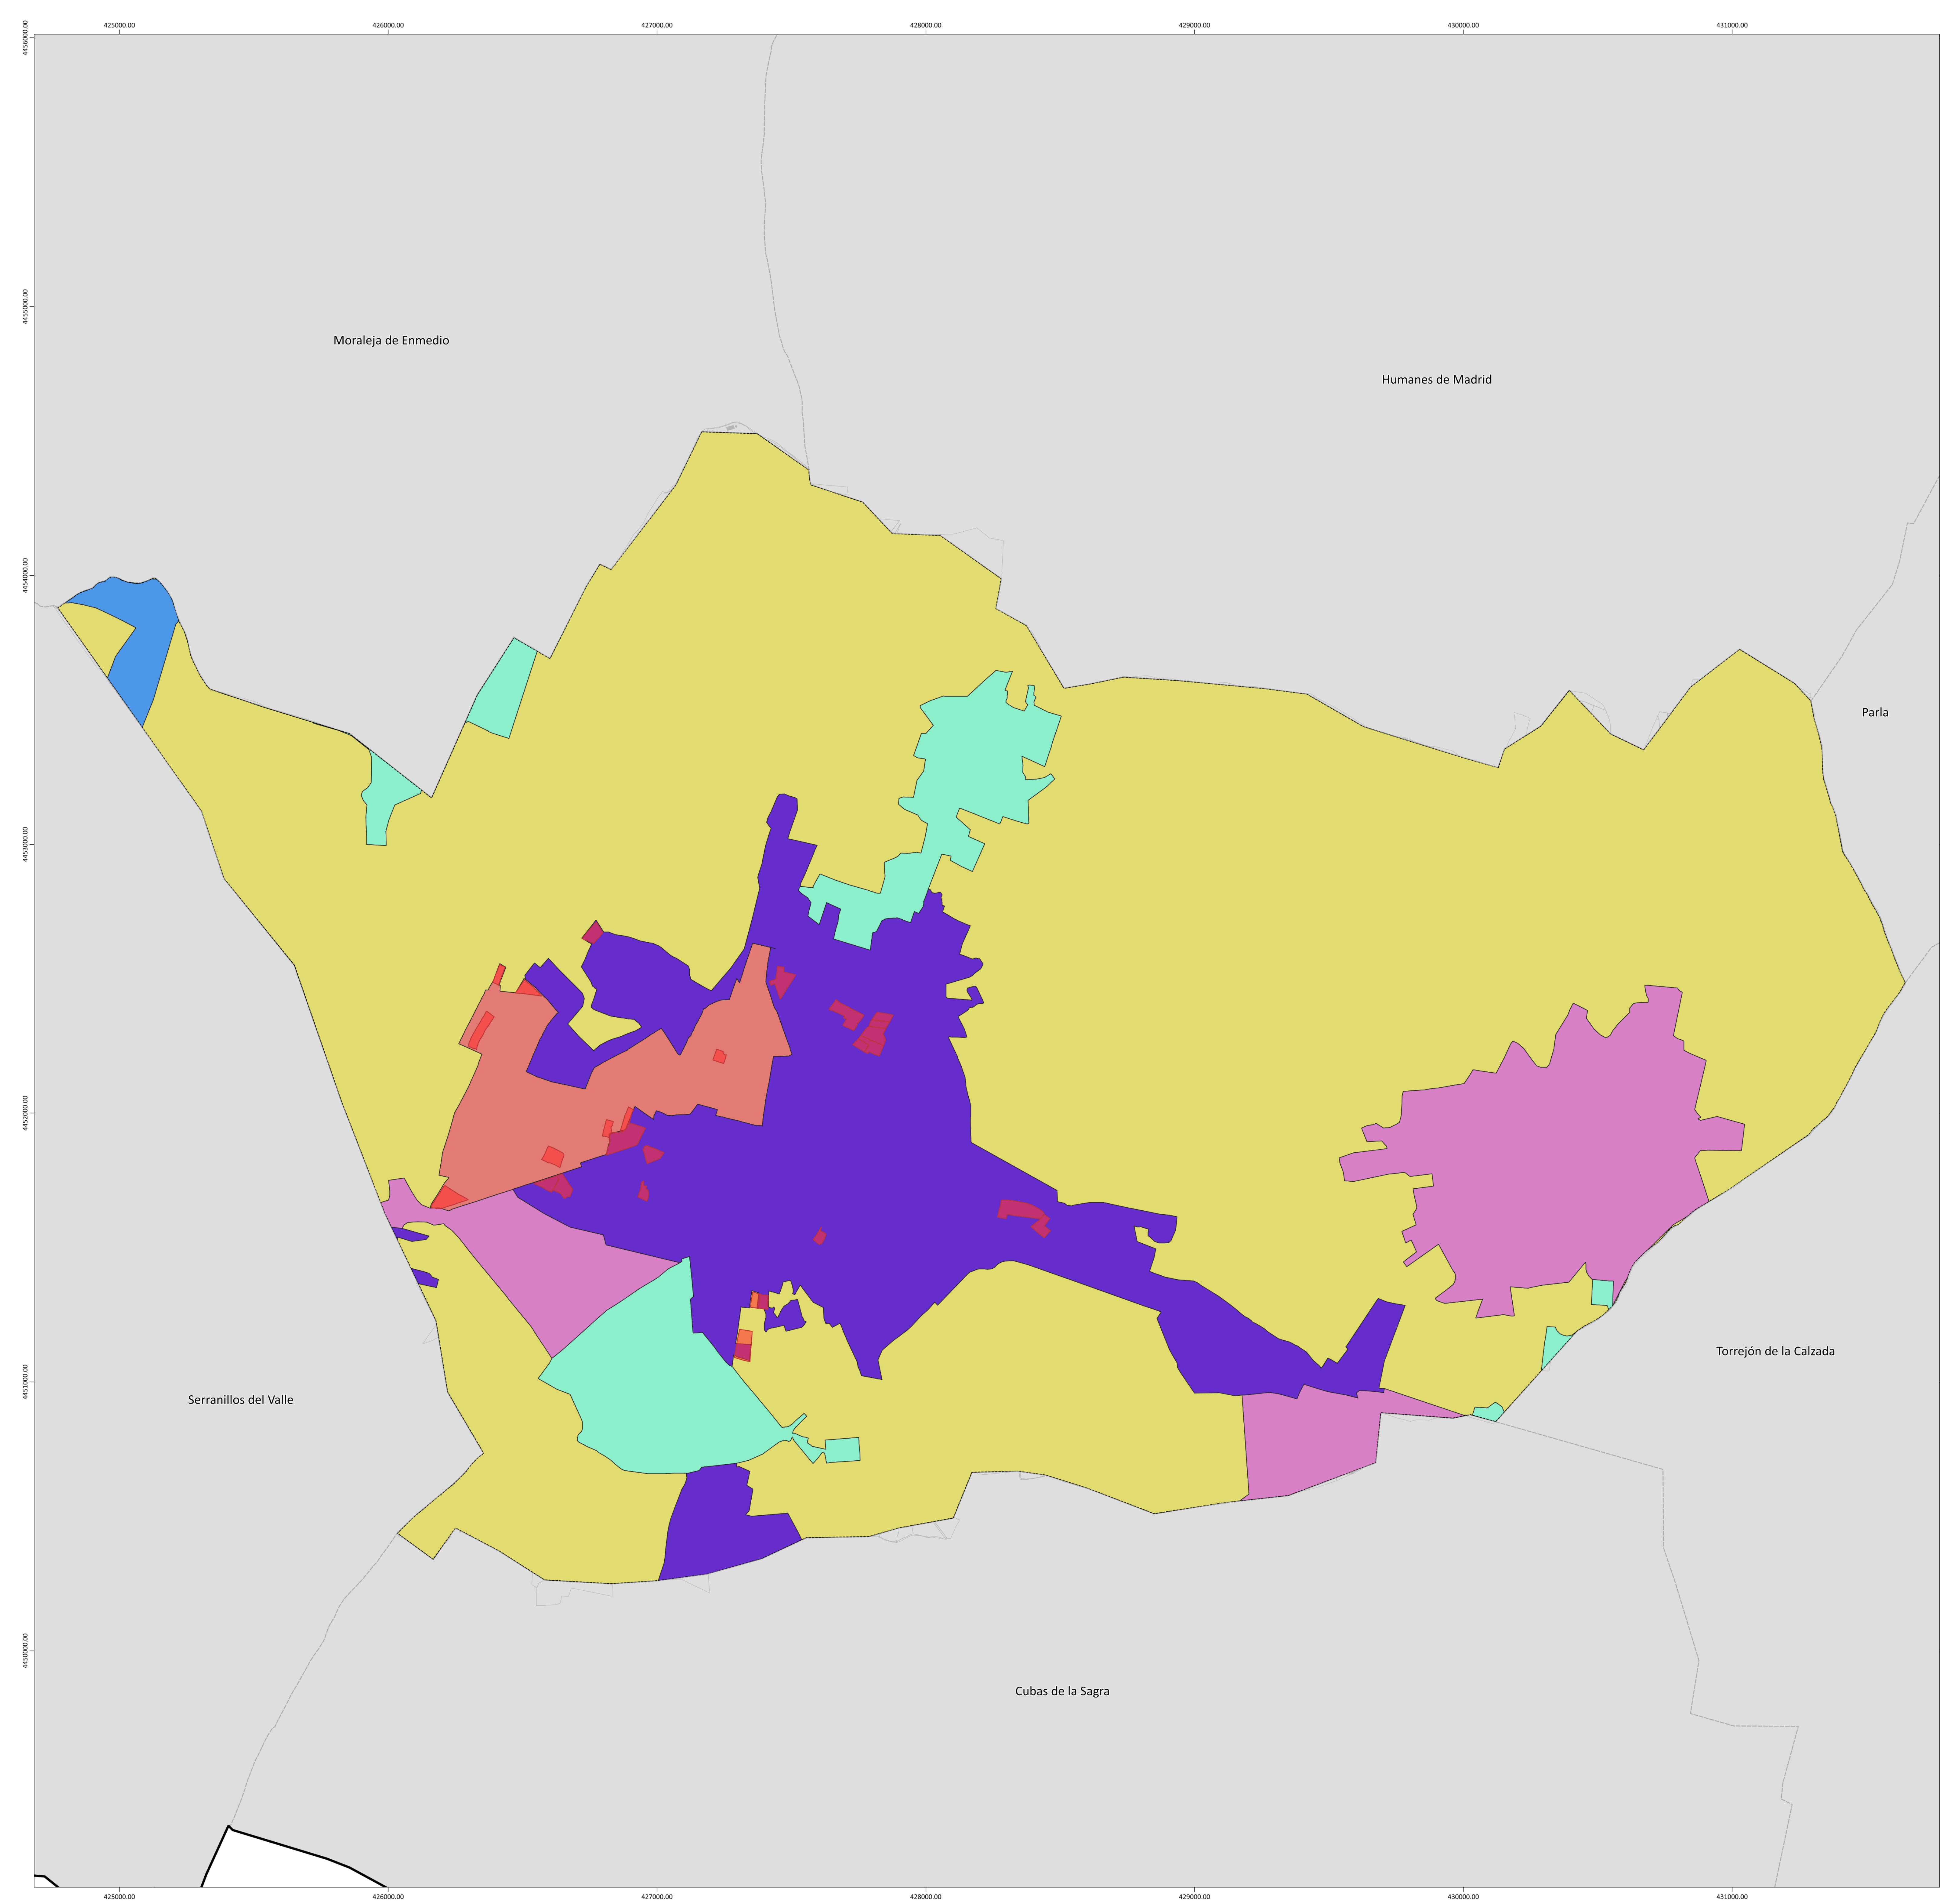 425000.00 426000.00 427000.00 428000.00 429000.00 430000.00 431000.00
4456000.00
4455000.00
Moraleja de Enmedio
Humanes de Madrid
4454000.00
Parla
4453000.00
4452000.00
Torrejón de la Calzada
4451000.00
Serranillos del Valle
4450000.00
Cubas de la Sagra
425000.00 426000.00 427000.00 428000.00 429000.00 430000.00 431000.00